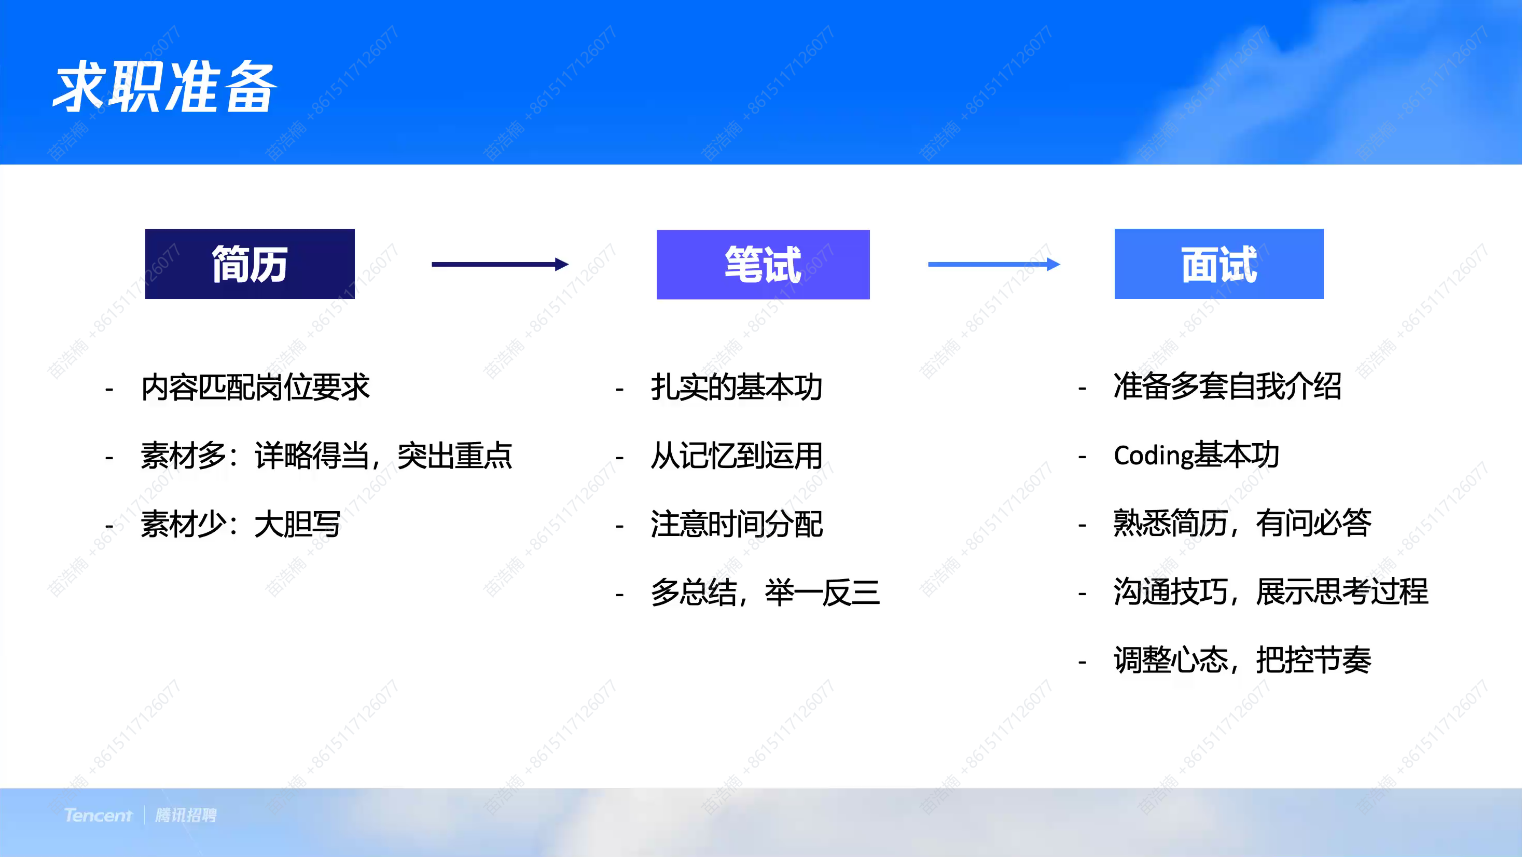 求职准备
简历
笔试
面试
- 内容匹配岗位要求
- 素材多：详略得当，突出重点
- 素材少：大胆写
- 扎实的基本功
- 从记忆到运用
- 注意时间分配
- 多总结，举一反三
- 准备多套自我介绍
- Coding基本功
- 熟悉简历，有问必答
- 沟通技巧，展示思考过程
- 调整心态，把控节奏
Tencent | 腾讯招聘
苗浩楠 +8615117126077